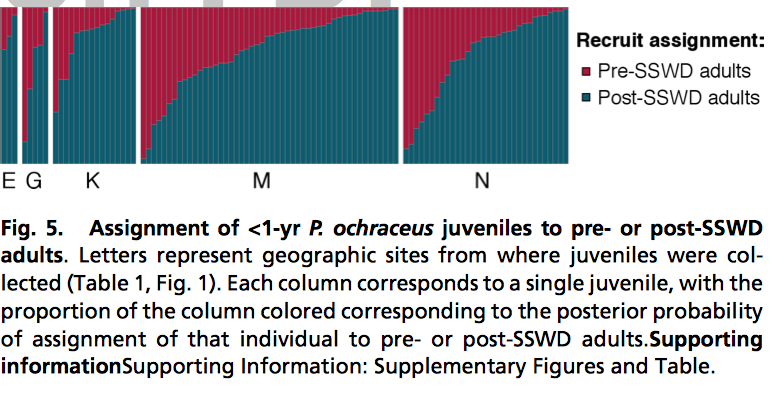 Recruit assignment:
Pre-SSWD adults
Post-SSWD adults
E G K M N
Fig. 5. Assignment of <1-yr P. ochraceus juveniles to pre- or post-SSWD
adults. Letters represent geographic sites from where juveniles were col-
lected (Table 1, Fig. 1). Each column corresponds to a single juvenile, with the
proportion of the column colored corresponding to the posterior probability
of assignment of that individual to pre- or post-SSWD adults.Supporting
informationSupporting Information: Supplementary Figures and Table.